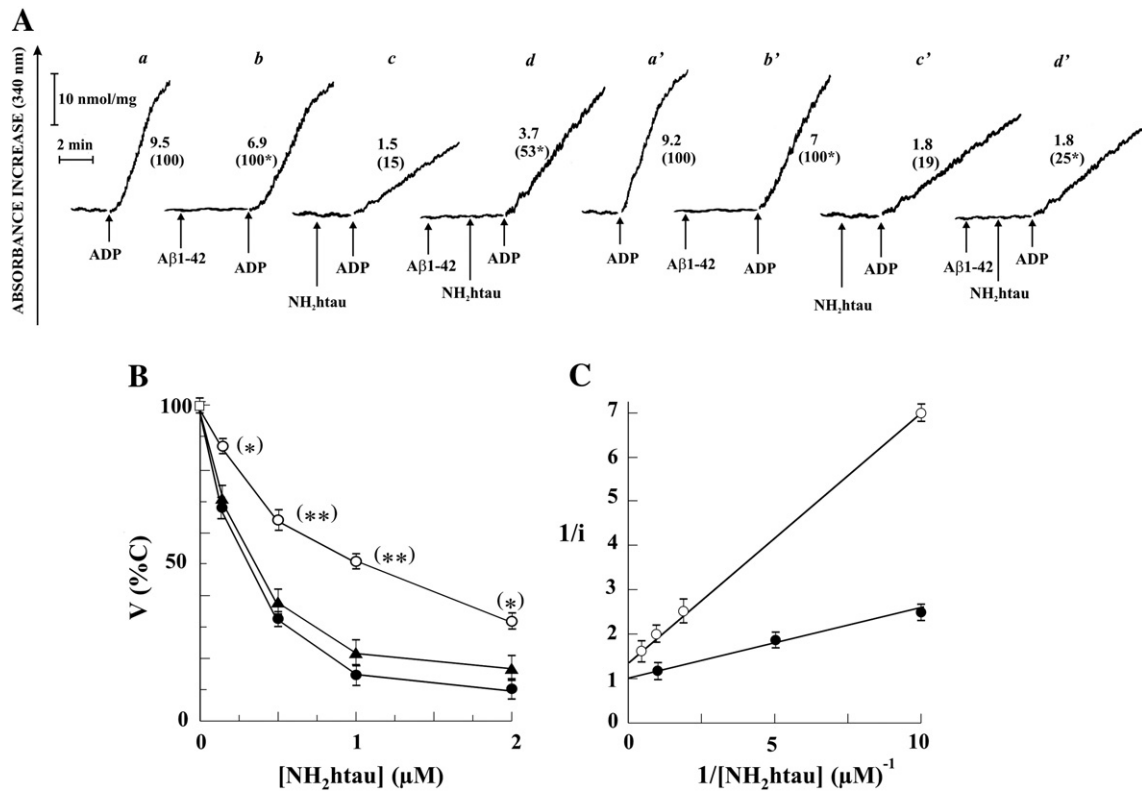 A
ABSORBANCE INCREASE (340 nm)
10 nmol/mg
2 min
a b c d a' b' c' d'
9.5
(100)
6.9
(100*)
1.5
(15)
3.7
(53*)
9.2
(100)
7
(100*)
1.8
(19)
1.8
(25*)
ADP
Aβ1-42
ADP
NH2htau
ADP
Aβ1-42
NH2htau
ADP
ADP
Aβ1-42
ADP
NH2htau
ADP
Aβ1-42
NH2htau
ADP
B
V (%C)
100
50
0
(*)
(**)
(**)
(*)
0 1 2
[NH2htau] (µM)
C
1/i
7
6
5
4
3
2
1
0
0 5 10
1/[NH2htau] (µM)-1